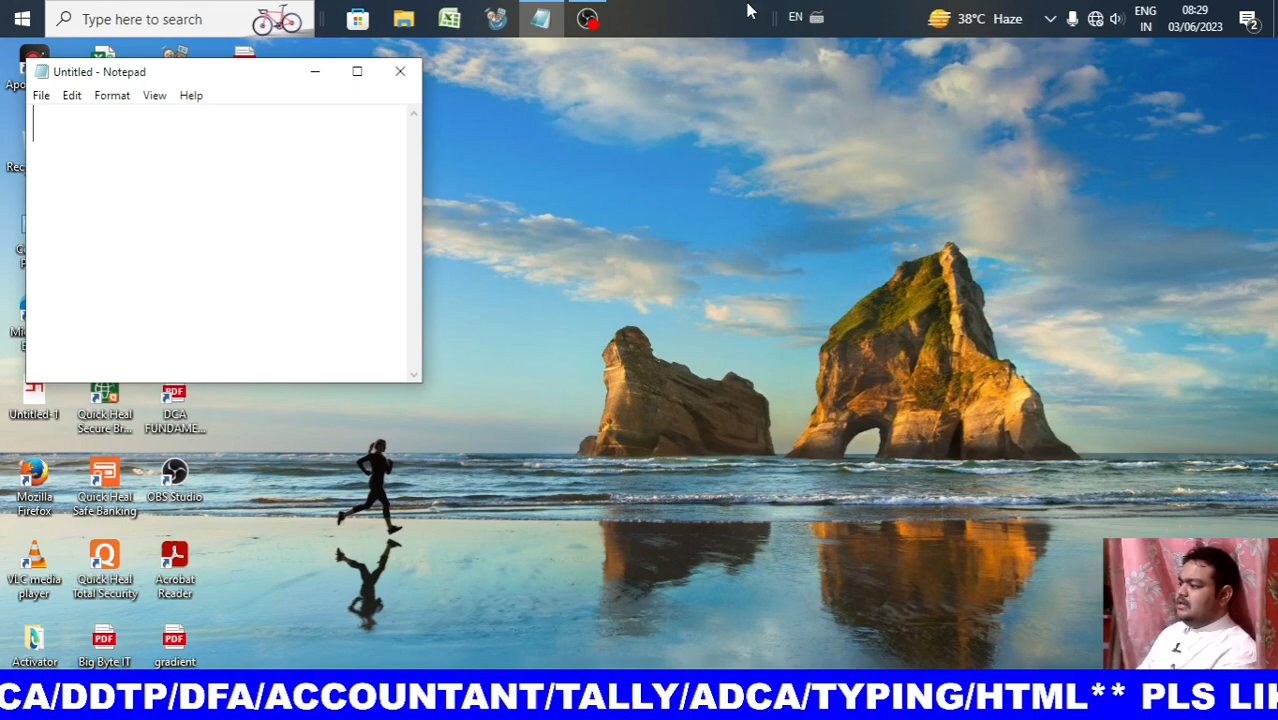 Type here to search
EN
38°C Haze
ENG
IN
08:29
03/06/2023
2
Untitled - Notepad
File Edit Format View Help
Untitled-1
Quick Heal
Secure Br...
DCA
FUNDAME...
Mozilla
Firefox
Quick Heal
Safe Banking
OBS Studio
VLC media
player
Quick Heal
Total Security
Acrobat
Reader
Activator
Big Byte IT
gradient
CA/DDTP/DFA/ACCOUNTANT/TALLY/ADCA/TYPING/HTML** PLS LI